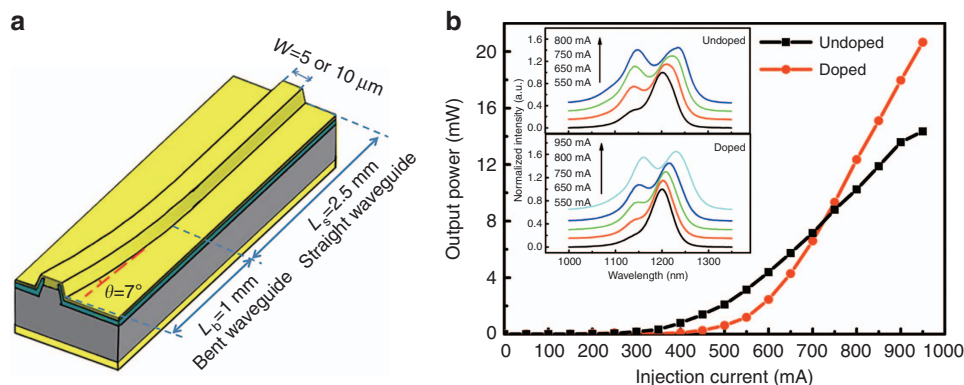 a
W=5 or 10 μm
Ls=2.5 mm
Straight waveguide
θ=7°
Lb=1 mm
Bent waveguide
b
Output power (mW)
20
16
12
8
4
0
0 100 200 300 400 500 600 700 800 900 1000
Injection current (mA)
Undoped
Doped
Normalized intensity (a.u.)
1.6
1.2
0.8
0.4
0.0
800 mA
750 mA
650 mA
550 mA
Undoped
2.4
1.8
1.2
0.6
0.0
950 mA
800 mA
750 mA
650 mA
550 mA
Doped
1000 1100 1200 1300
Wavelength (nm)